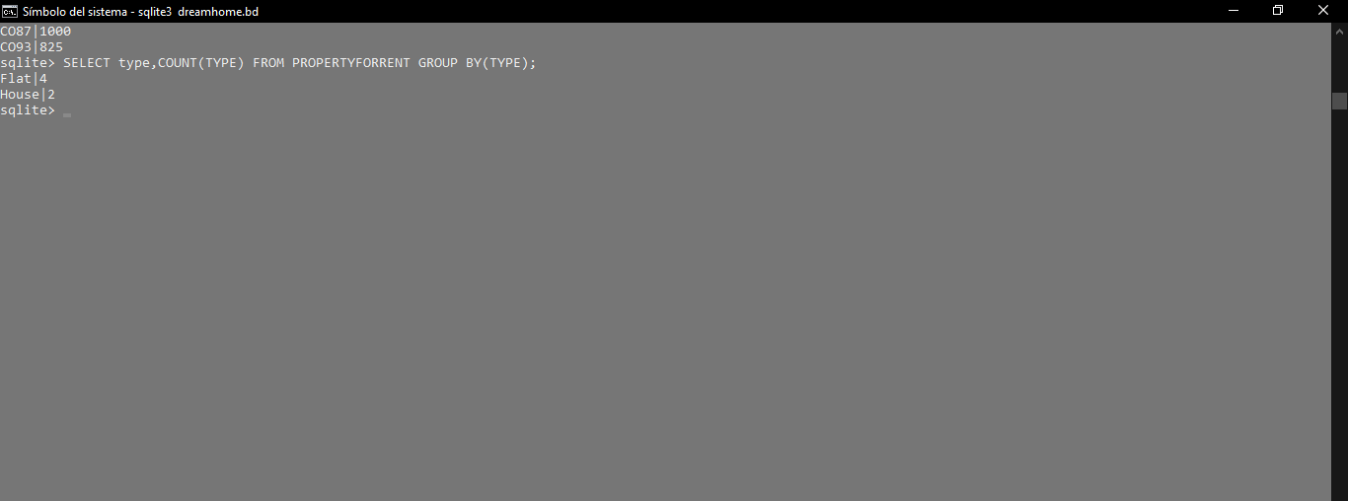 Símbolo del sistema - sqlite3 dreamhome.bd
CO87|1000
CO93|825
sqlite> SELECT type,COUNT(TYPE) FROM PROPERTYFORRENT GROUP BY(TYPE);
Flat|4
House|2
sqlite>